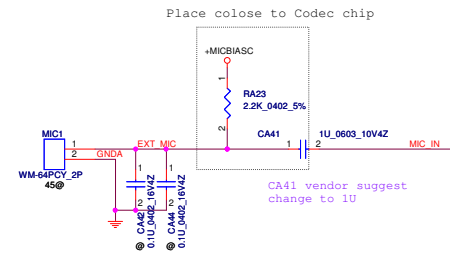 Place colose to Codec chip
+MICBIASC
1
RA23
2.2K_0402_5%
2
CA41
1U_0603_10V4Z
MIC1
1
EXT_MIC
1
2
MIC_IN
2
GNDA
WM-64PCY_2P
45@
1
1
2
2
@ CA42
0.1U_0402_16V4Z
@ CA44
0.1U_0402_16V4Z
CA41 vendor suggest
change to 1U